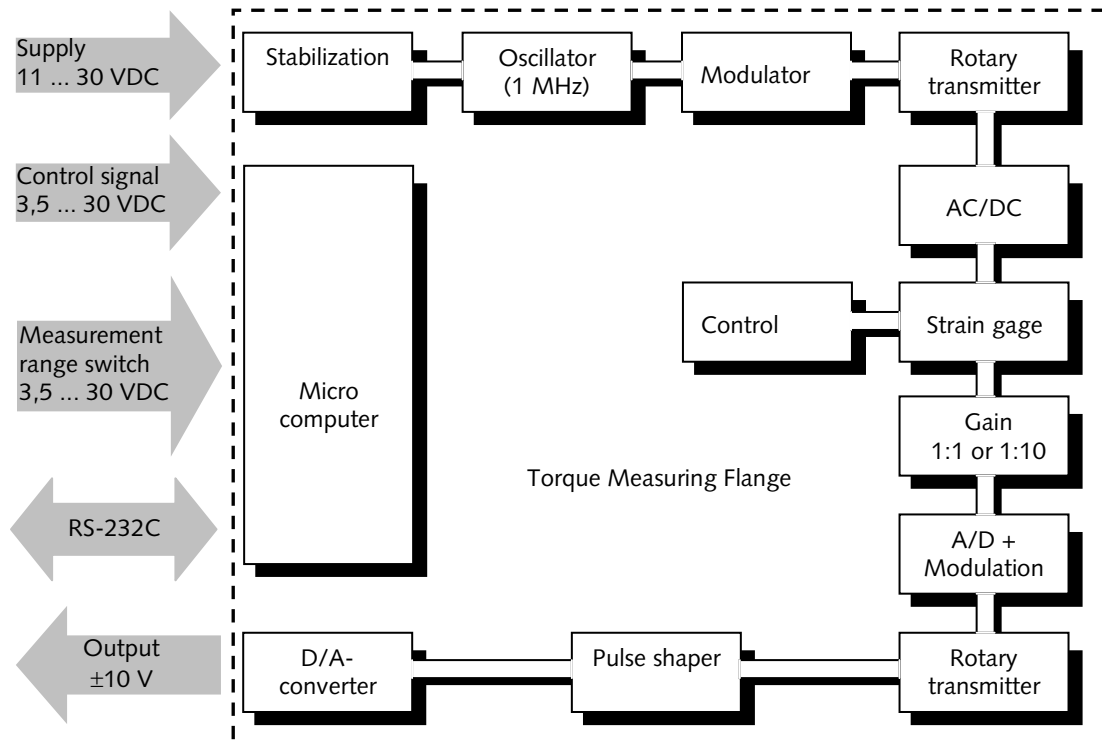 Supply
11 ... 30 VDC
Stabilization
Oscillator
(1 MHz)
Modulator
Rotary
transmitter
Control signal
3,5 ... 30 VDC
AC/DC
Measurement
range switch
3,5 ... 30 VDC
Control
Strain gage
Micro
computer
Gain
1:1 or 1:10
Torque Measuring Flange
RS-232C
A/D +
Modulation
Output
±10 V
D/A-
converter
Pulse shaper
Rotary
transmitter